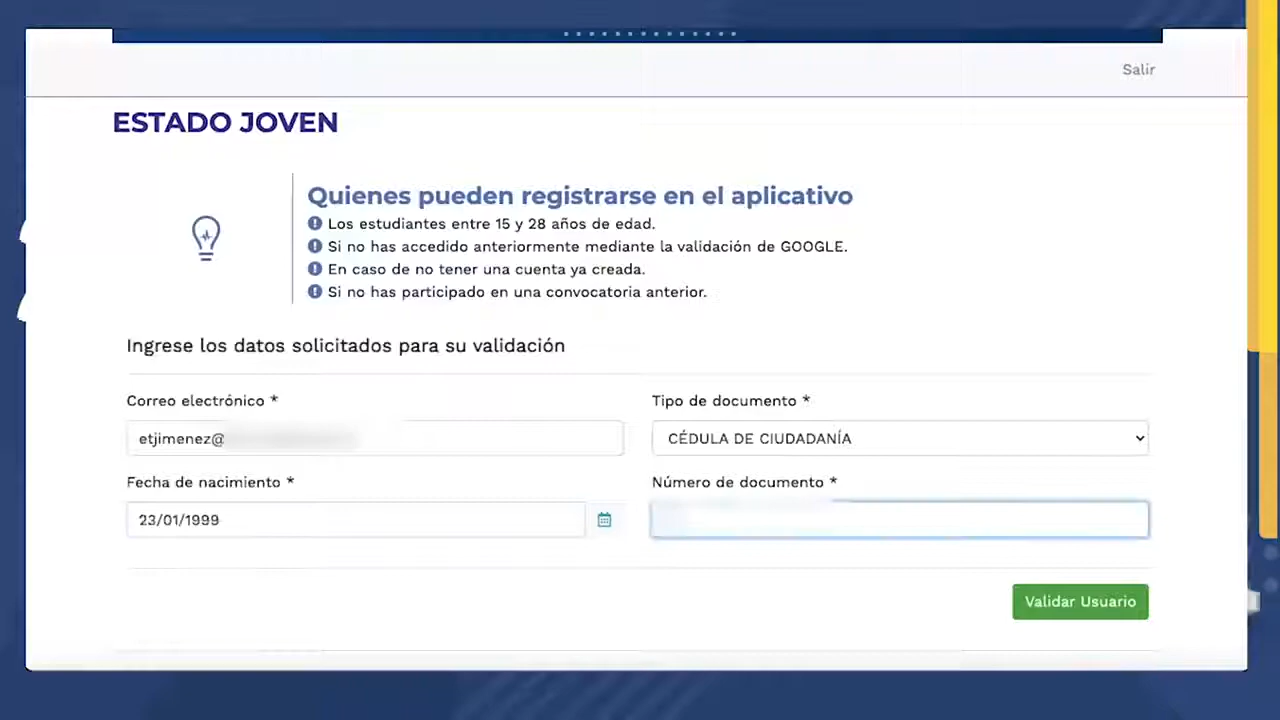 Salir
ESTADO JOVEN
Quienes pueden registrarse en el aplicativo
Los estudiantes entre 15 y 28 años de edad.
Si no has accedido anteriormente mediante la validación de GOOGLE.
En caso de no tener una cuenta ya creada.
Si no has participado en una convocatoria anterior.
Ingrese los datos solicitados para su validación
Correo electrónico *
Tipo de documento *
etjimenez@
CÉDULA DE CIUDADANÍA
Fecha de nacimiento *
Número de documento *
23/01/1999
Validar Usuario